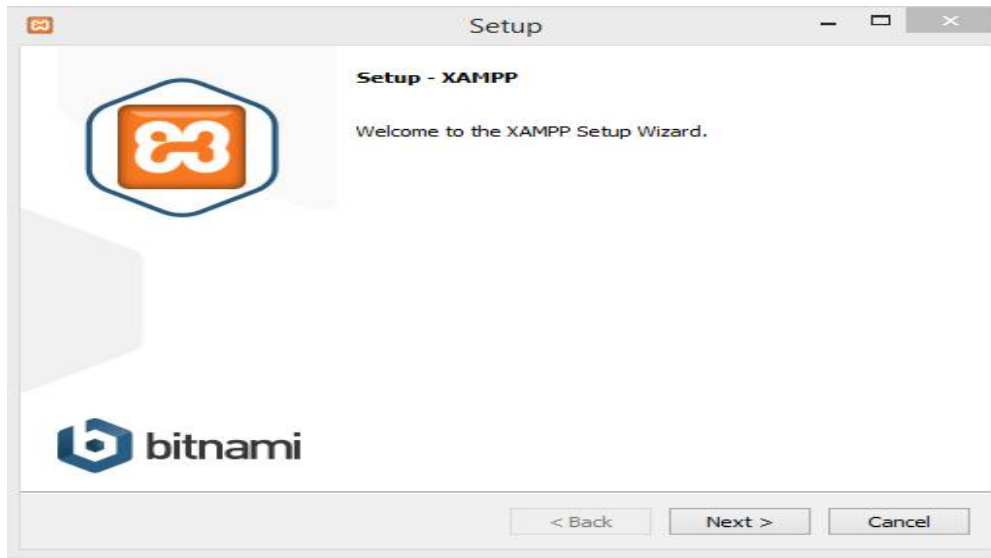 Setup
Setup - XAMPP
Welcome to the XAMPP Setup Wizard.
bitnami
< Back
Next >
Cancel